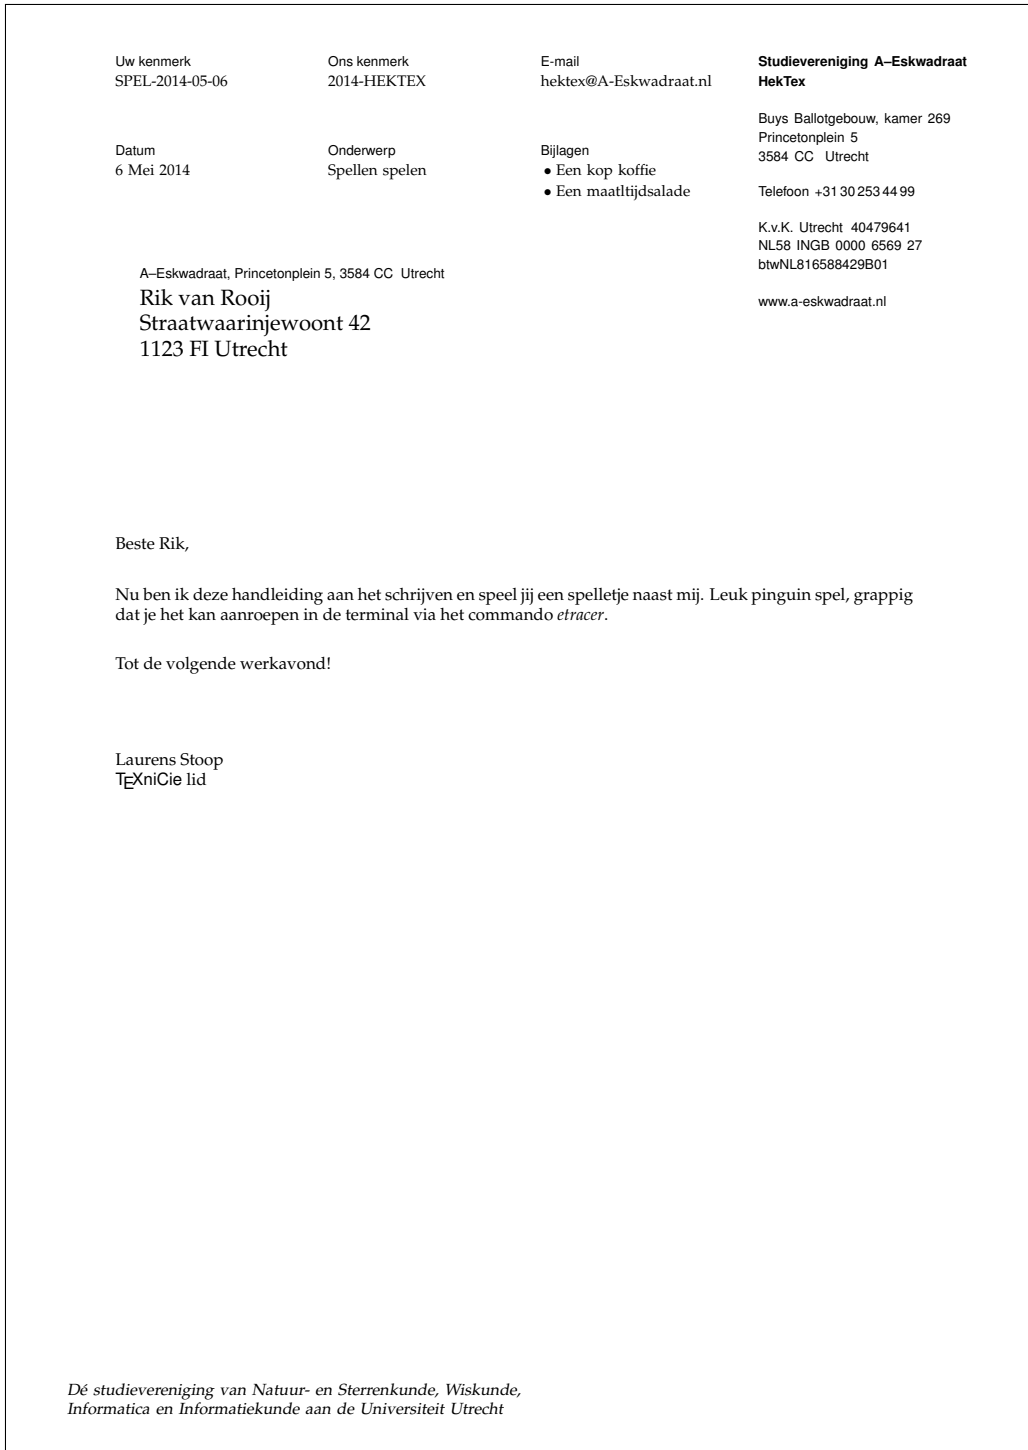 Uw kenmerk
SPEL-2014-05-06
Ons kenmerk
2014-HEKTEX
E-mail
hektex@A-Eskwadraat.nl
Datum
6 Mei 2014
Onderwerp
Spellen spelen
Bijlagen
• Een kop koffie
• Een maatltijdsalade
Studievereniging A–Eskwadraat
HekTex
Buys Ballotgebouw, kamer 269
Princetonplein 5
3584 CC Utrecht
Telefoon +31 30 253 44 99
K.v.K. Utrecht 40479641
NL58 INGB 0000 6569 27
btwNL816588429B01
www.a-eskwadraat.nl
A–Eskwadraat, Princetonplein 5, 3584 CC Utrecht
Rik van Rooij
Straatwaarinjewoont 42
1123 FI Utrecht
Beste Rik,
Nu ben ik deze handleiding aan het schrijven en speel jij een spelletje naast mij. Leuk pinguin spel, grappig
dat je het kan aanroepen in de terminal via het commando etracer.
Tot de volgende werkavond!
Laurens Stoop
TEXniCie lid
Dé studievereniging van Natuur- en Sterrenkunde, Wiskunde,
Informatica en Informatiekunde aan de Universiteit Utrecht